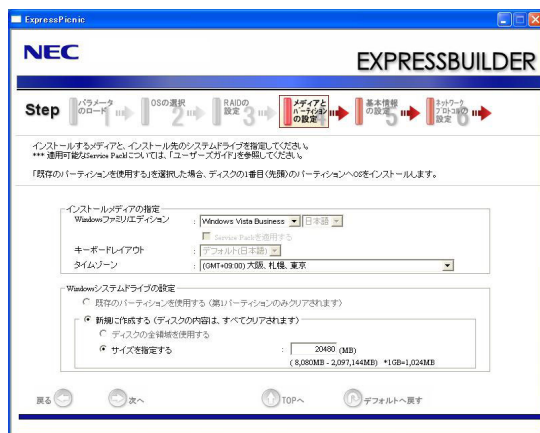 ExpressPicnic
NEC
EXPRESSBUILDER
Step パラメータのロード 1 OSの選択 2 RAIDの設定 3 メディアとパーティションの設定 4 基本情報の設定 5 ネットワークプロトコルの設定 6
インストールするメディアと、インストール先のシステムドライブを指定してください。
*** 適用可能なService Packについては、「ユーザーズガイド」を参照してください。
「既存のパーティションを使用する」を選択した場合、ディスクの1番目(先頭)のパーティションへOSをインストールします。
インストールメディアの指定
Windowsファミリ/エディション : Windows Vista Business 日本語
Service Packを適用する
キーボードレイアウト : デフォルト(日本語)
タイムゾーン : (GMT+09:00) 大阪、札幌、東京
Windowsシステムドライブの設定
既存のパーティションを使用する (第1パーティションのみクリアされます)
新規に作成する (ディスクの内容は、すべてクリアされます)
ディスクの全領域を使用する
サイズを指定する : 20480 (MB)
( 8,080MB - 2,097,144MB) *1GB=1,024MB
戻る 次へ TOPへ デフォルトへ戻す